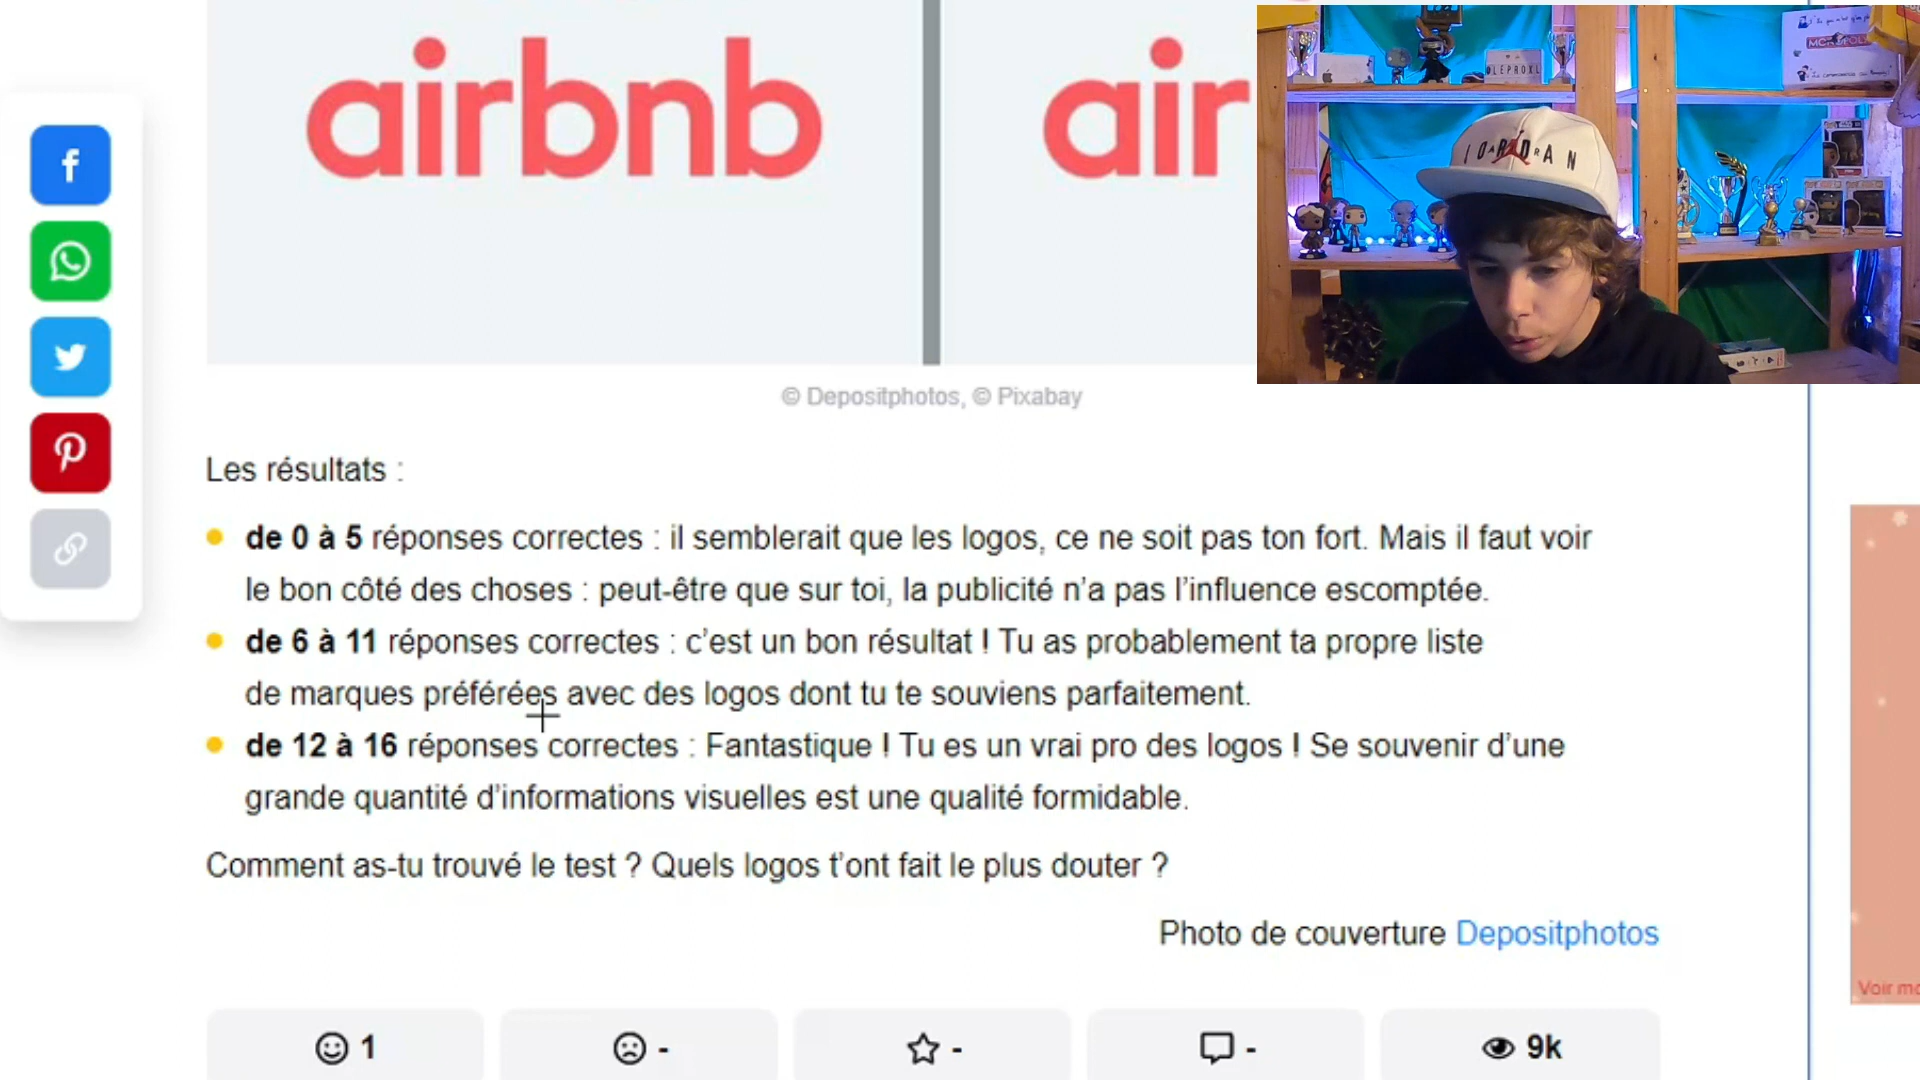 airbnb
air
LEPROXL
JORDAN
© Depositphotos, © Pixabay
Les résultats :
de 0 à 5 réponses correctes : il semblerait que les logos, ce ne soit pas ton fort. Mais il faut voir
le bon côté des choses : peut-être que sur toi, la publicité n’a pas l’influence escomptée.
de 6 à 11 réponses correctes : c’est un bon résultat ! Tu as probablement ta propre liste
de marques préférées avec des logos dont tu te souviens parfaitement.
de 12 à 16 réponses correctes : Fantastique ! Tu es un vrai pro des logos ! Se souvenir d’une
grande quantité d’informations visuelles est une qualité formidable.
Comment as-tu trouvé le test ? Quels logos t’ont fait le plus douter ?
Photo de couverture Depositphotos
Voir mo
1
-
-
-
9k